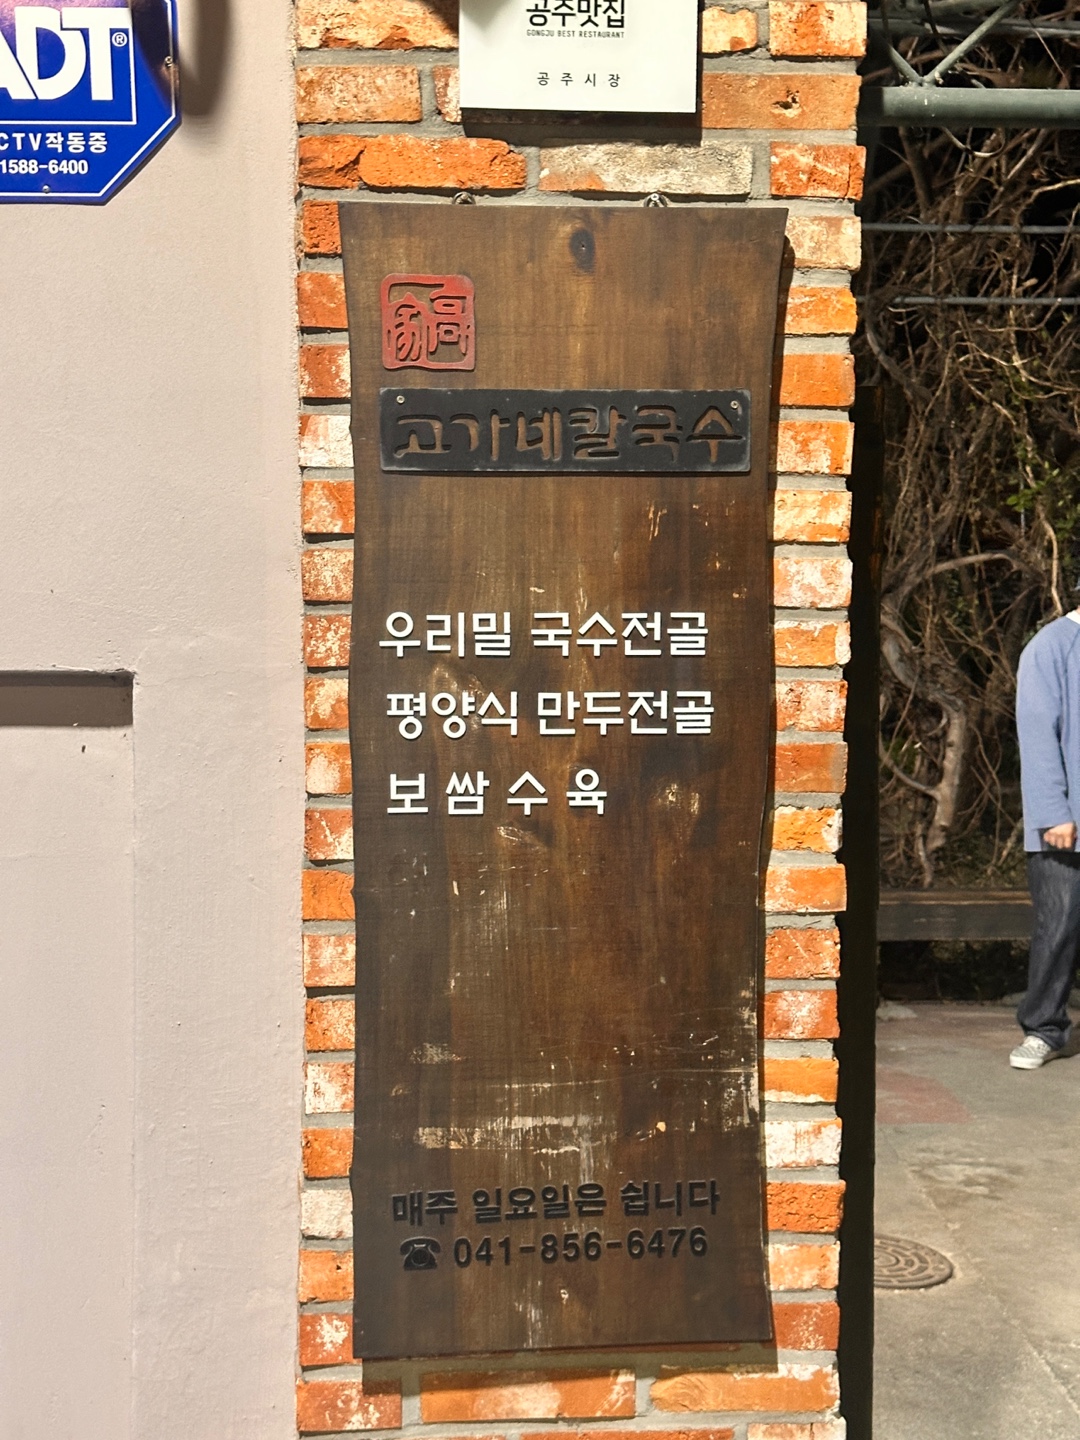 ADT®
CTV작동중
1588-6400
공주맛집
GONGJU BEST RESTAURANT
공주시장
高家
고가네칼국수
우리밀 국수전골
평양식 만두전골
보쌈수육
매주 일요일은 쉽니다
☎ 041-856-6476